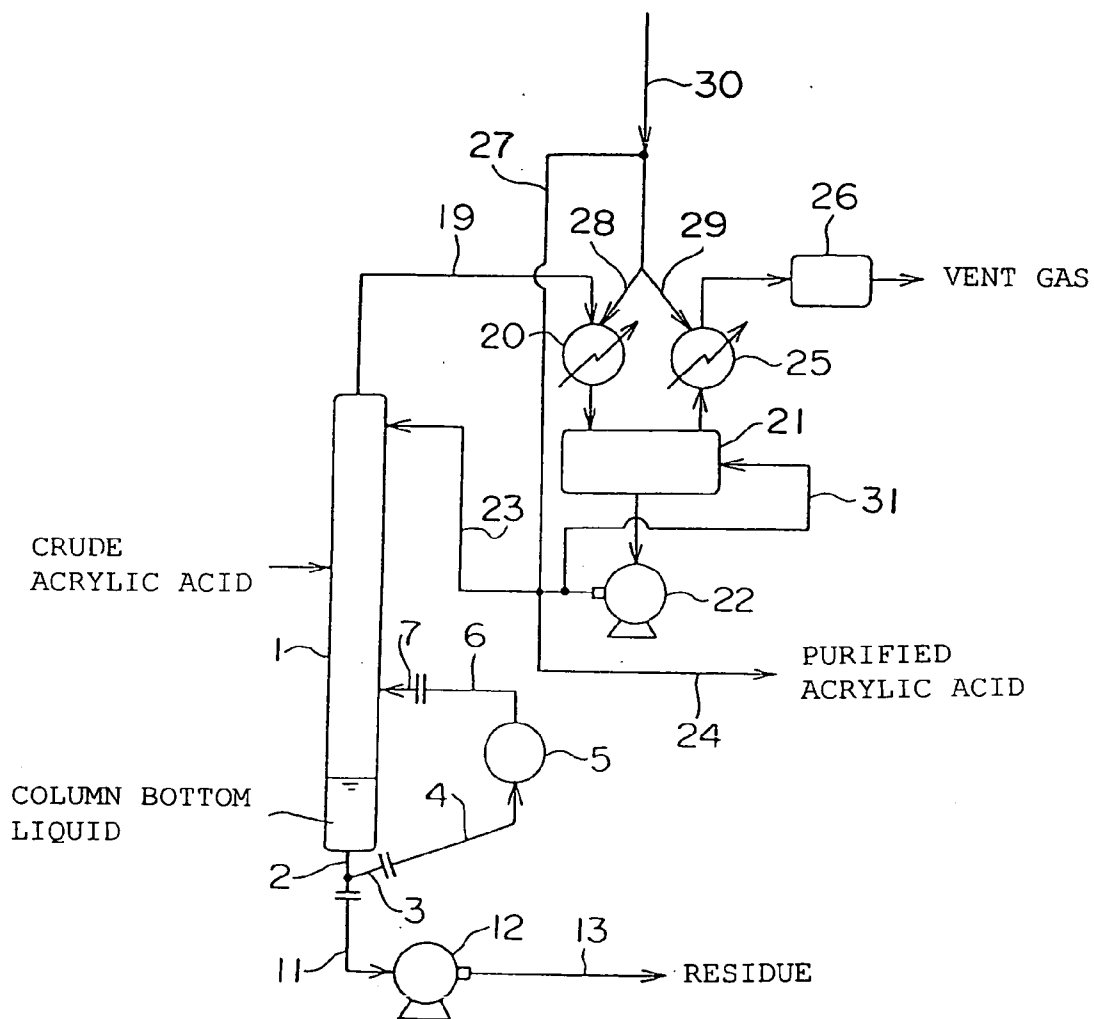 30
27
26
19
28
29
VENT GAS
20
25
21
23
31
CRUDE
ACRYLIC ACID
22
1
7
6
PURIFIED
ACRYLIC ACID
24
5
COLUMN BOTTOM
LIQUID
4
2
3
12
13
11
RESIDUE